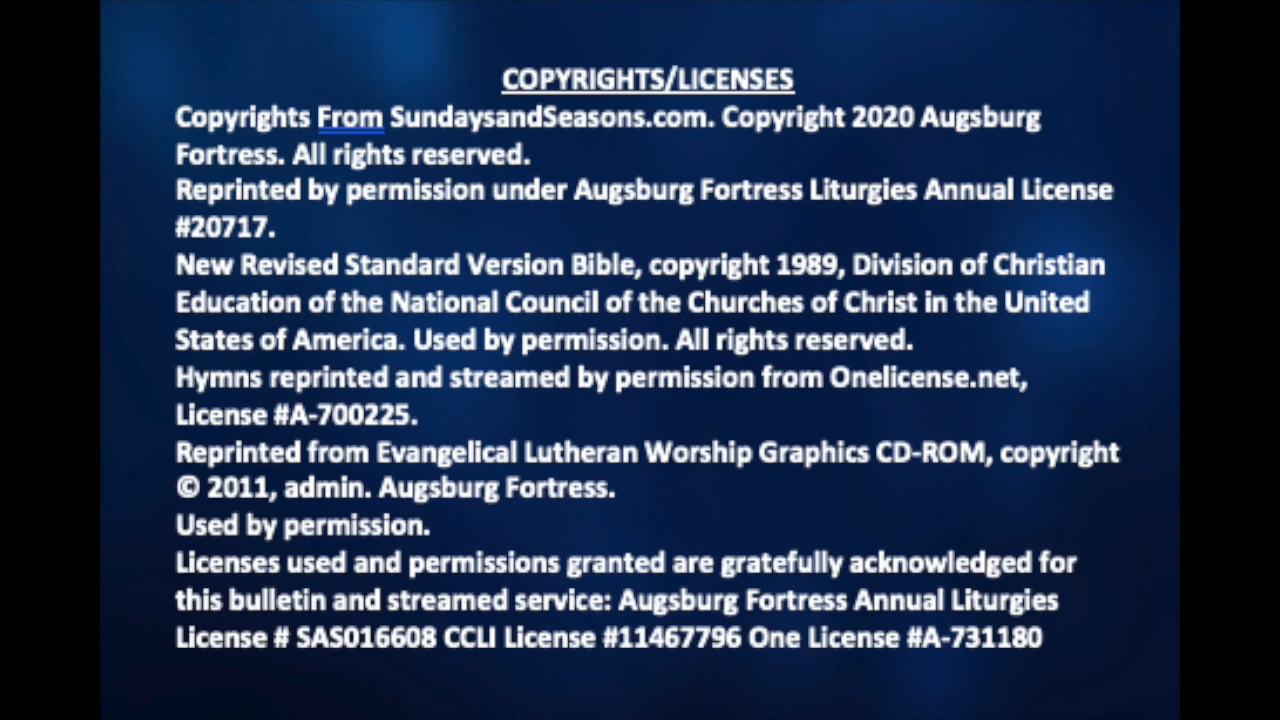 COPYRIGHTS/LICENSES
Copyrights From SundaysandSeasons.com. Copyright 2020 Augsburg
Fortress. All rights reserved.
Reprinted by permission under Augsburg Fortress Liturgies Annual License
#20717.
New Revised Standard Version Bible, copyright 1989, Division of Christian
Education of the National Council of the Churches of Christ in the United
States of America. Used by permission. All rights reserved.
Hymns reprinted and streamed by permission from Onelicense.net,
License #A-700225.
Reprinted from Evangelical Lutheran Worship Graphics CD-ROM, copyright
© 2011, admin. Augsburg Fortress.
Used by permission.
Licenses used and permissions granted are gratefully acknowledged for
this bulletin and streamed service: Augsburg Fortress Annual Liturgies
License # SAS016608 CCLI License #11467796 One License #A-731180